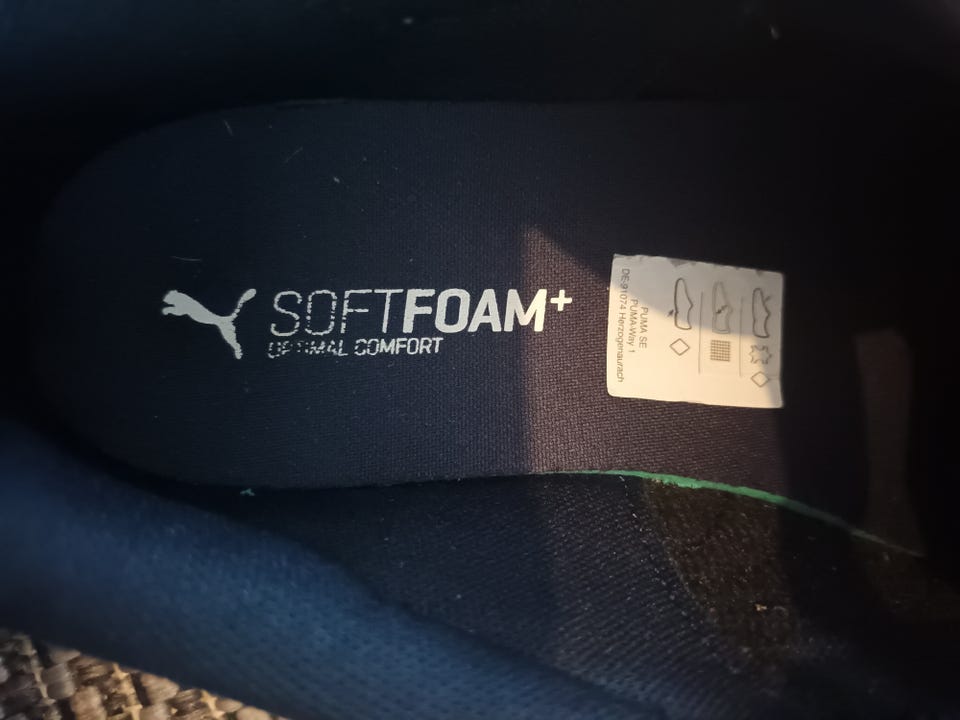 SOFTFOAM+
OPTIMAL COMFORT
PUMA SE
PUMA-Way 1
DE-91074 Herzogenaurach